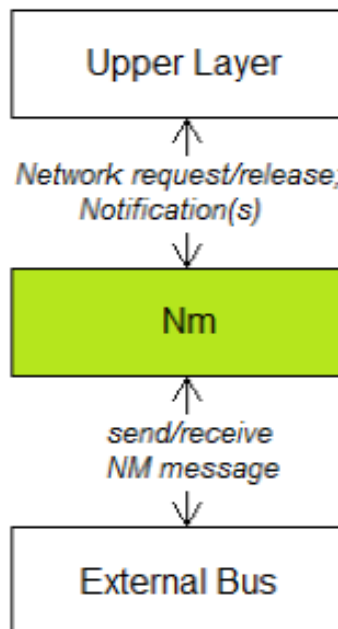 Upper Layer
Network request/release;
Notification(s)
Nm
send/receive
NM message
External Bus